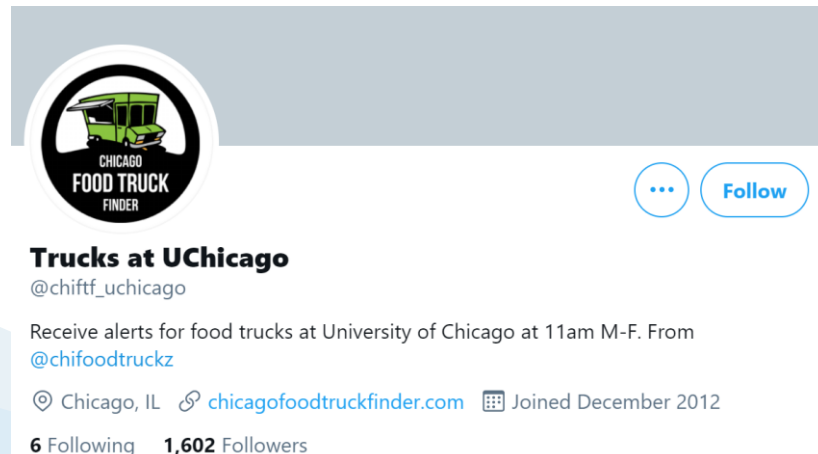 CHICAGO
FOOD TRUCK
FINDER
Follow
Trucks at UChicago
@chiftf_uchicago
Receive alerts for food trucks at University of Chicago at 11am M-F. From
@chifoodtruckz
Chicago, IL chicagofoodtruckfinder.com Joined December 2012
6 Following 1,602 Followers